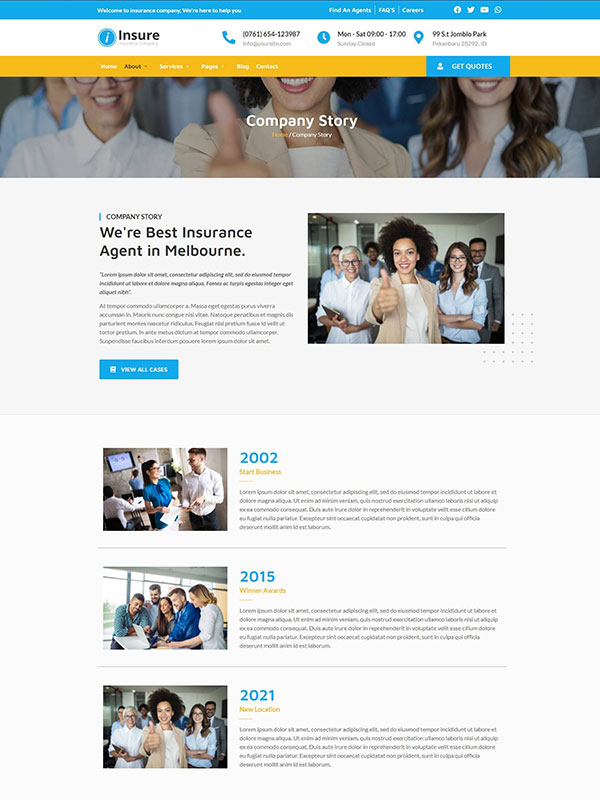 Welcome to insurance company, We're here to help you
Find An Agents FAQ'S Careers
Insure
Insurance Company
(0761) 654-123987
info@yoursite.com
Mon - Sat 09:00 - 17:00
Sunday Closed
99 S.t Jomblo Park
Pekanbaru 28292, ID
Home About Services Pages Blog Contact
GET QUOTES
Company Story
Home / Company Story
COMPANY STORY
We're Best Insurance
Agent in Melbourne.
"Lorem ipsum dolor sit amet, consectetur adipiscing elit, sed do eiusmod tempor
incididunt ut labore et dolore magna aliqua. Fames ac turpis egestas integer eget
aliquet nibh".
At tempor commodo ullamcorper a. Massa eget egestas purus viverra
accumsan in. Mauris nunc congue nisi vitae. Natoque penatibus et magnis dis
parturient montes nascetur ridiculus. Feugiat nisl pretium fusce id velit ut
tortor pretium. In ante metus dictum at tempor commodo ullamcorper.
Suspendisse faucibus interdum posuere lorem ipsum dolor sit amet.
VIEW ALL CASES
2002
Start Business
Lorem ipsum dolor sit amet, consectetur adipiscing elit, sed do eiusmod tempor incididunt ut labore et
dolore magna aliqua. Ut enim ad minim veniam, quis nostrud exercitation ullamco laboris nisi ut aliquip
ex ea commodo consequat. Duis aute irure dolor in reprehenderit in voluptate velit esse cillum dolore
eu fugiat nulla pariatur. Excepteur sint occaecat cupidatat non proident, sunt in culpa qui officia
deserunt mollit anim id est laborum.
2015
Winner Awards
Lorem ipsum dolor sit amet, consectetur adipiscing elit, sed do eiusmod tempor incididunt ut labore et
dolore magna aliqua. Ut enim ad minim veniam, quis nostrud exercitation ullamco laboris nisi ut aliquip
ex ea commodo consequat. Duis aute irure dolor in reprehenderit in voluptate velit esse cillum dolore
eu fugiat nulla pariatur. Excepteur sint occaecat cupidatat non proident, sunt in culpa qui officia
deserunt mollit anim id est laborum.
2021
New Location
Lorem ipsum dolor sit amet, consectetur adipiscing elit, sed do eiusmod tempor incididunt ut labore et
dolore magna aliqua. Ut enim ad minim veniam, quis nostrud exercitation ullamco laboris nisi ut aliquip
ex ea commodo consequat. Duis aute irure dolor in reprehenderit in voluptate velit esse cillum dolore
eu fugiat nulla pariatur. Excepteur sint occaecat cupidatat non proident, sunt in culpa qui officia
deserunt mollit anim id est laborum.